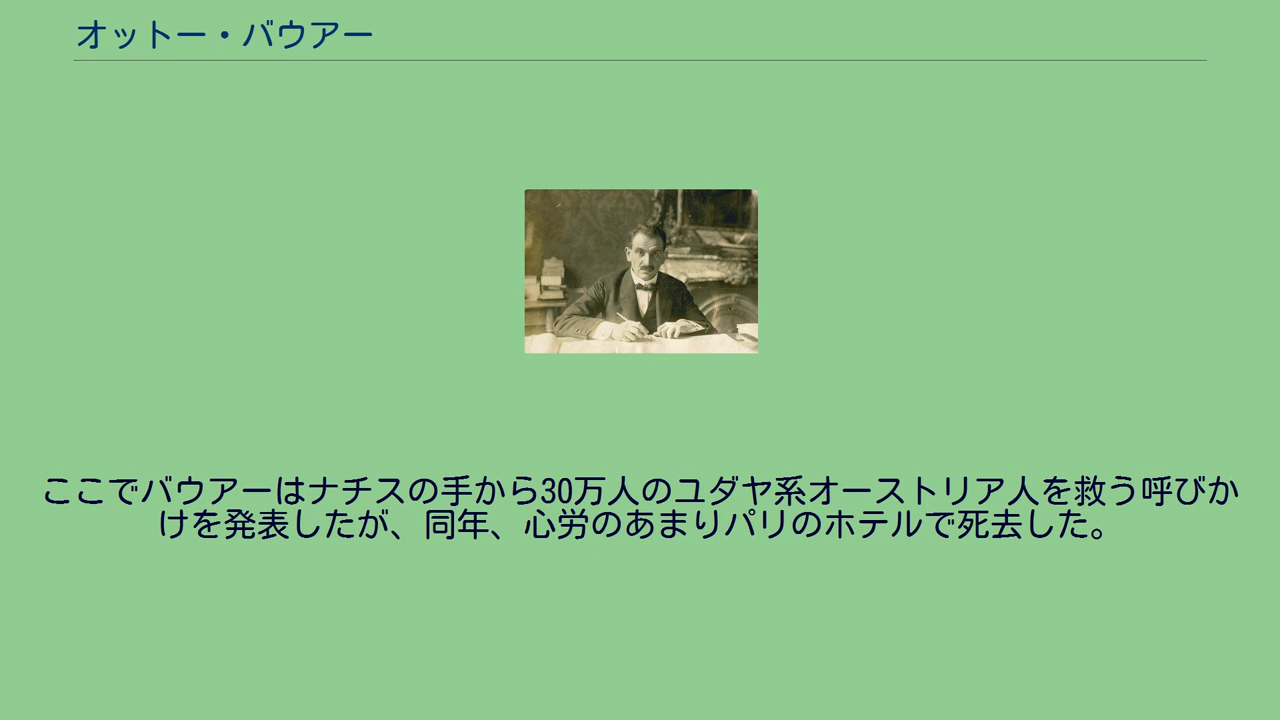 オットー・バウアー
ここでバウアーはナチスの手から30万人のユダヤ系オーストリア人を救う呼びか
けを発表したが、同年、心労のあまりパリのホテルで死去した。